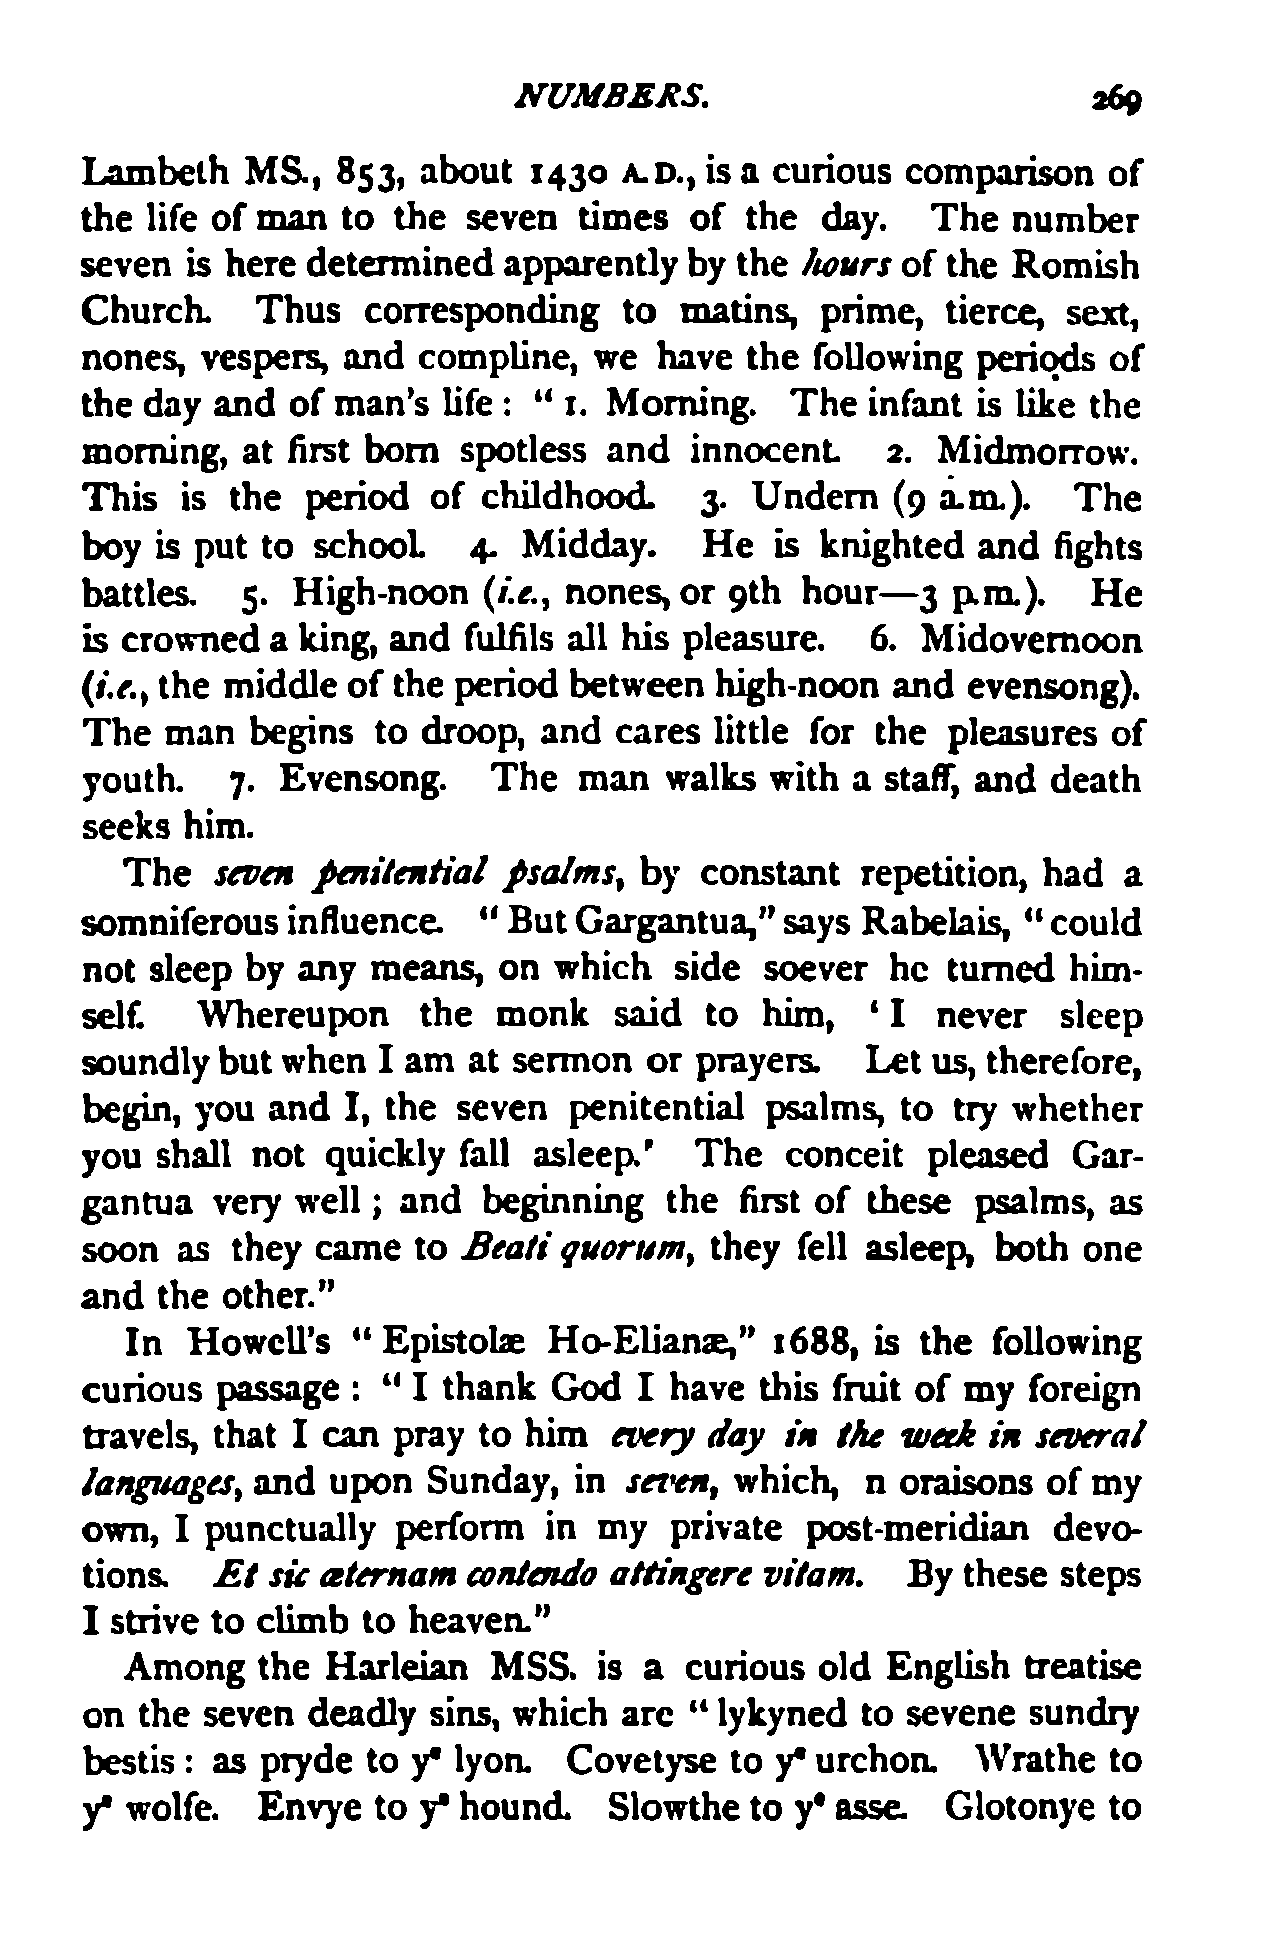 NUMBERS. 269
Lambeth MS., 853, about 1430 A.D., is a curious comparison of
the life of man to the seven times of the day. The number
seven is here determined apparently by the hours of the Romish
Church. Thus corresponding to matins, prime, tierce, sext,
nones, vespers, and compline, we have the following periods of
the day and of man's life : " 1. Morning. The infant is like the
morning, at first born spotless and innocent. 2. Midmorrow.
This is the period of childhood. 3. Undern (9 a.m.). The
boy is put to school. 4. Midday. He is knighted and fights
battles. 5. High-noon (i.e., nones, or 9th hour—3 p.m.). He
is crowned a king, and fulfils all his pleasure. 6. Midovernoon
(i.e., the middle of the period between high-noon and evensong).
The man begins to droop, and cares little for the pleasures of
youth. 7. Evensong. The man walks with a staff, and death
seeks him.
The seven penitential psalms, by constant repetition, had a
somniferous influence. " But Gargantua," says Rabelais, " could
not sleep by any means, on which side soever he turned him-
self. Whereupon the monk said to him, ' I never sleep
soundly but when I am at sermon or prayers. Let us, therefore,
begin, you and I, the seven penitential psalms, to try whether
you shall not quickly fall asleep.' The conceit pleased Gar-
gantua very well ; and beginning the first of these psalms, as
soon as they came to Beati quorum, they fell asleep, both one
and the other."
In Howell's " Epistolæ Ho-Elianæ," 1688, is the following
curious passage : " I thank God I have this fruit of my foreign
travels, that I can pray to him every day in the week in several
languages, and upon Sunday, in seven, which, n oraisons of my
own, I punctually perform in my private post-meridian devo-
tions. Et sic æternam contendo attingere vitam. By these steps
I strive to climb to heaven."
Among the Harleian MSS. is a curious old English treatise
on the seven deadly sins, which are " lykyned to sevene sundry
bestis : as pryde to yᵉ lyon. Covetyse to yᵉ urchon. Wrathe to
yᵉ wolfe. Envye to yᵉ hound. Slowthe to yᵉ asse. Glotonye to